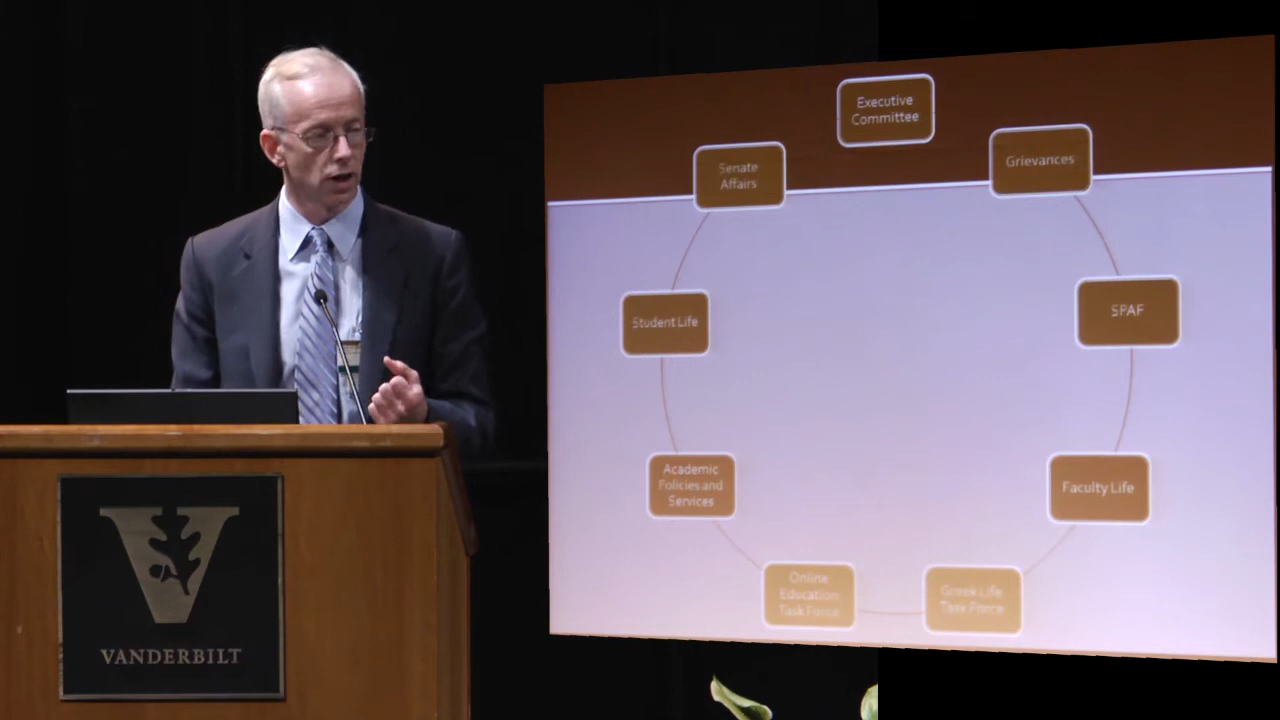 Executive
Committee
Grievances
Senate
Affairs
SPAF
Student Life
Faculty Life
Academic
Policies and
Services
Online
Education
Task Force
Greek Life
Task Force
VANDERBILT